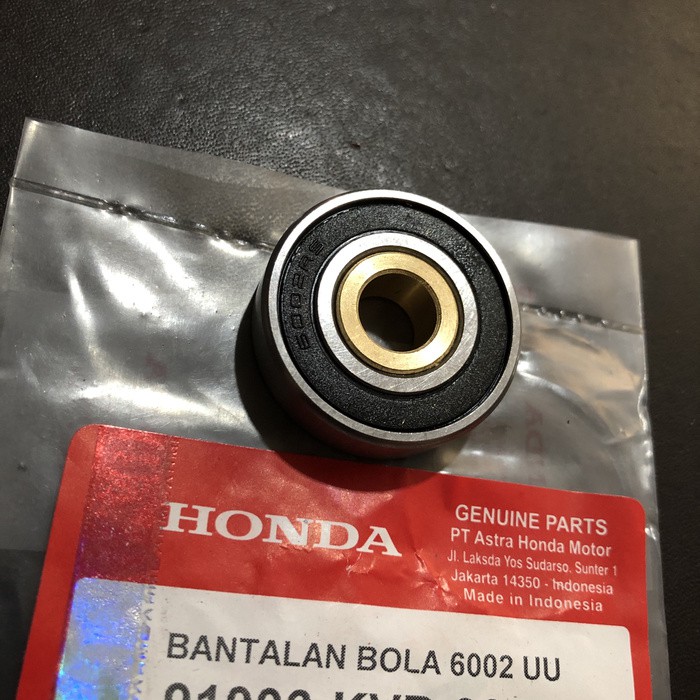 6002RS
HONDA
GENUINE PARTS
PT Astra Honda Motor
Jl. Laksda Yos Sudarso. Sunter 1
Jakarta 14350 - Indonesia
Made in Indonesia
BANTALAN BOLA 6002 UU